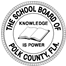 THE SCHOOL BOARD OF
KNOWLEDGE
IS POWER
POLK COUNTY, FLA.